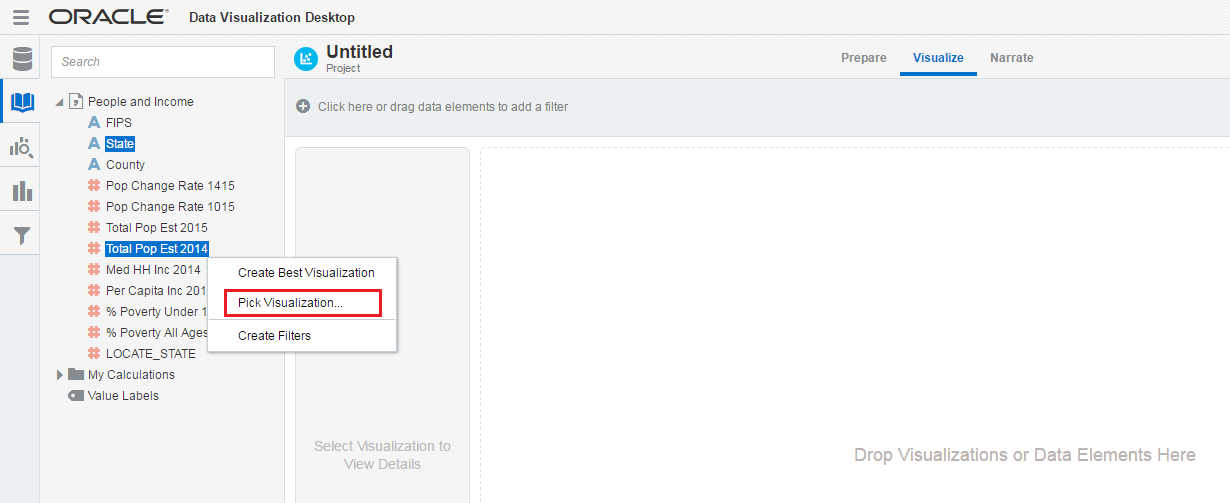 ORACLE Data Visualization Desktop
Search
Untitled
Project
Prepare
Visualize
Narrate
Click here or drag data elements to add a filter
People and Income
A FIPS
A State
A County
# Pop Change Rate 1415
# Pop Change Rate 1015
# Total Pop Est 2015
# Total Pop Est 2014
# Med HH Inc 2014
# Per Capita Inc 201
# % Poverty Under 1
# % Poverty All Ages
# LOCATE_STATE
My Calculations
Value Labels
Create Best Visualization
Pick Visualization...
Create Filters
Select Visualization to
View Details
Drop Visualizations or Data Elements Here